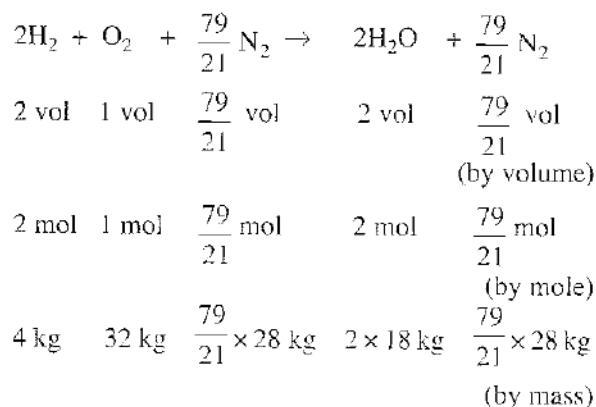 2H₂ + O₂ + 79/21 N₂ → 2H₂O + 79/21 N₂
2 vol 1 vol 79/21 vol 2 vol 79/21 vol
(by volume)
2 mol 1 mol 79/21 mol 2 mol 79/21 mol
(by mole)
4 kg 32 kg 79/21 × 28 kg 2 × 18 kg 79/21 × 28 kg
(by mass)